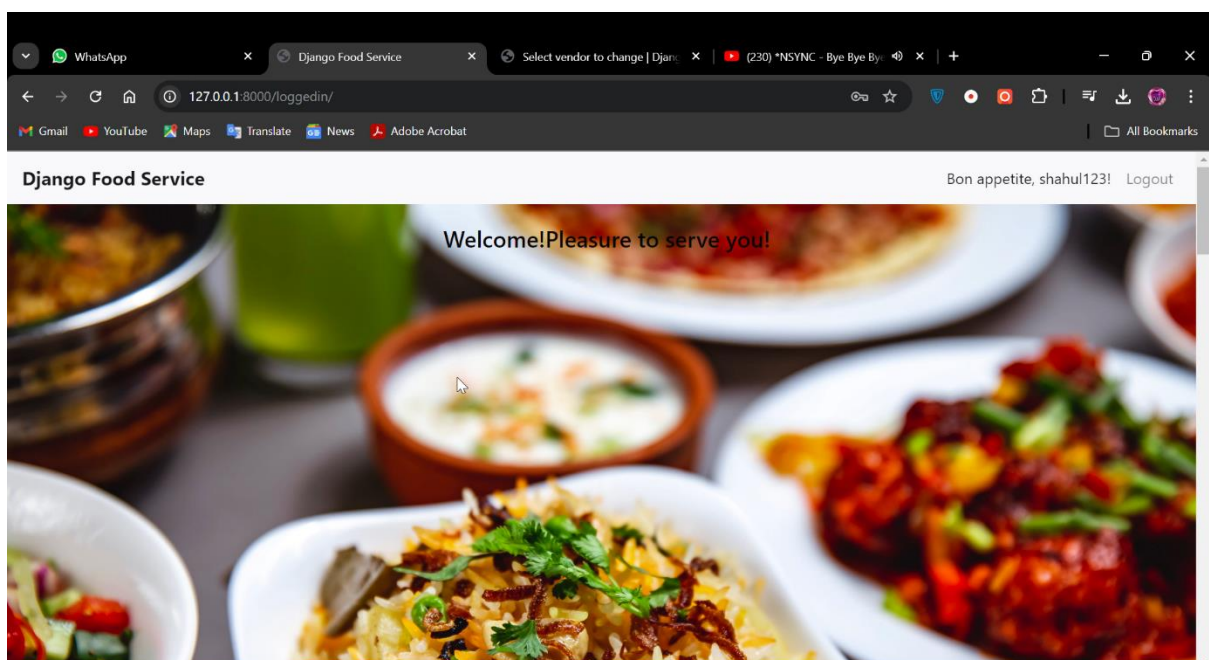 WhatsApp
Django Food Service
Select vendor to change | Djang
(230) *NSYNC - Bye Bye Bye
127.0.0.1:8000/loggedin/
Gmail YouTube Maps Translate News Adobe Acrobat All Bookmarks
Django Food Service Bon appetite, shahul123! Logout
Welcome!Pleasure to serve you!